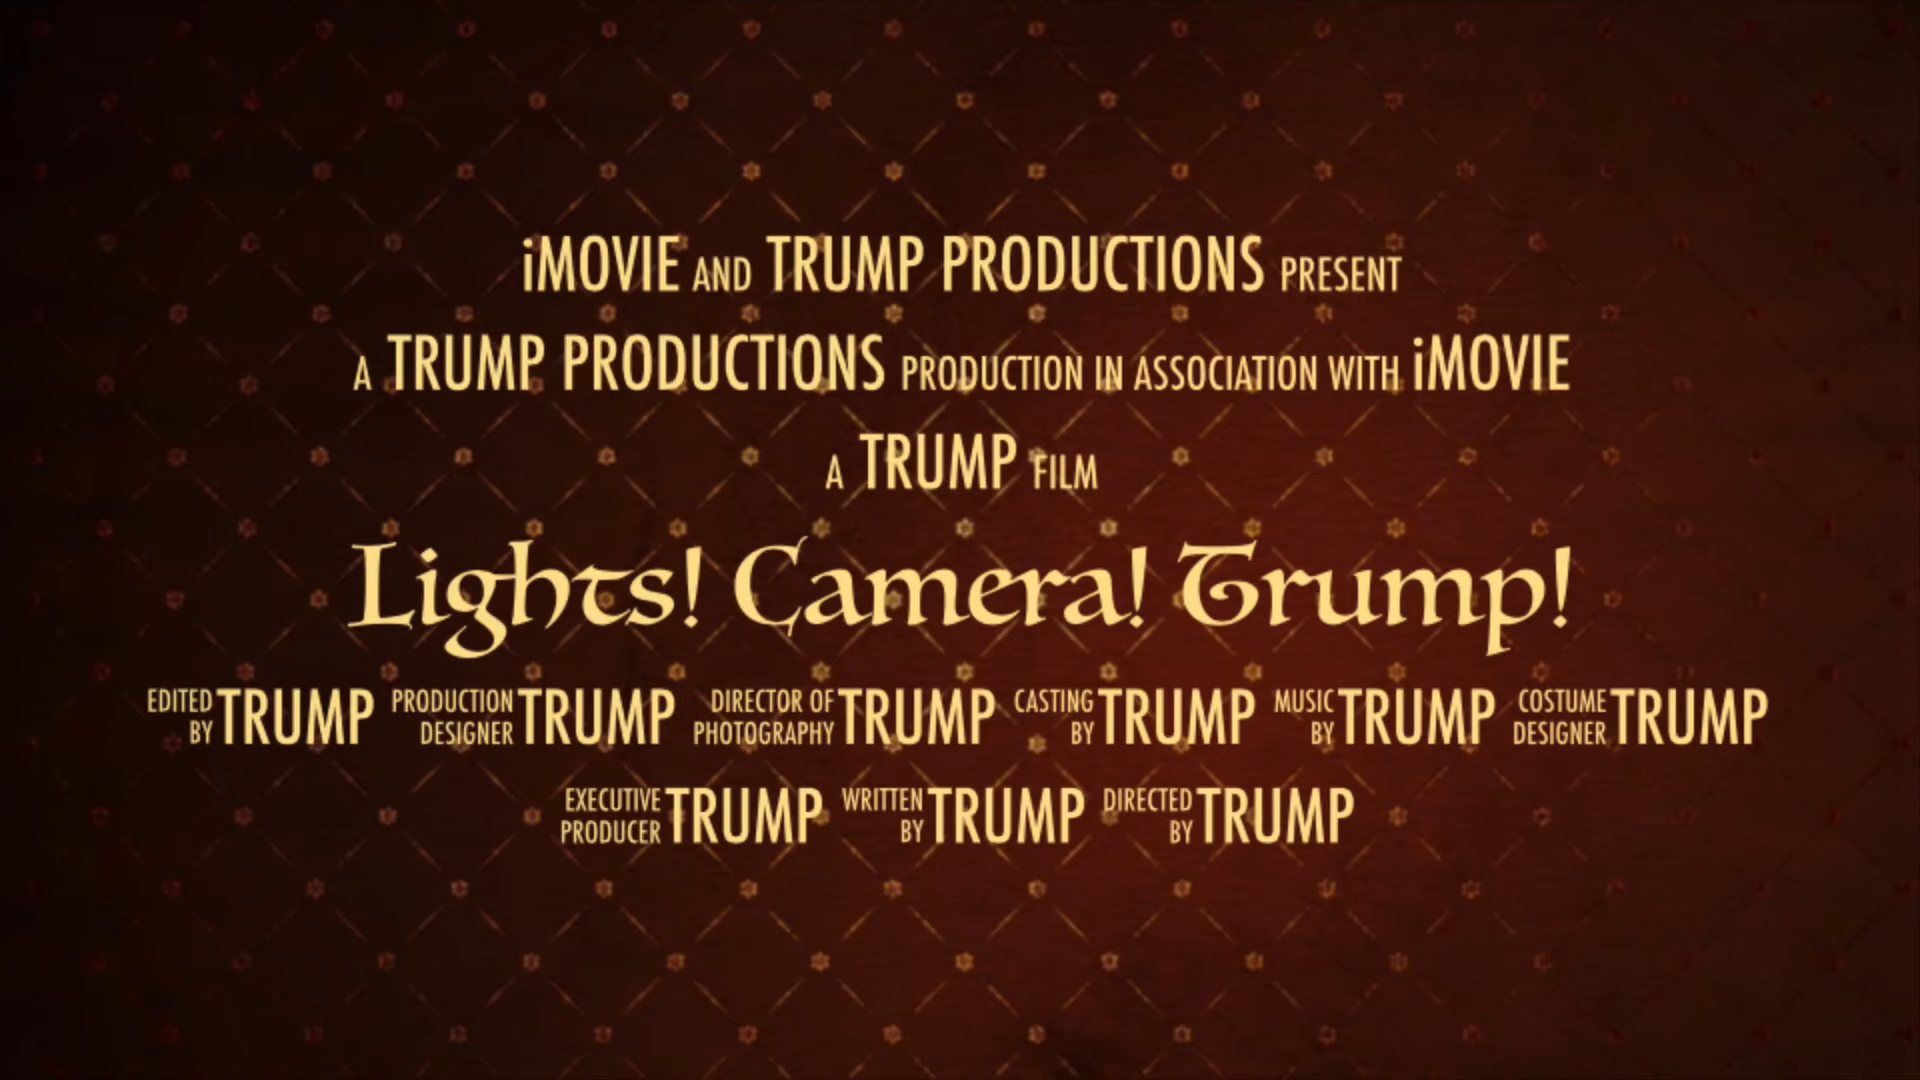 iMOVIE AND TRUMP PRODUCTIONS PRESENT
A TRUMP PRODUCTIONS PRODUCTION IN ASSOCIATION WITH iMOVIE
A TRUMP FILM
Lights! Camera! Trump!
EDITED BY TRUMP PRODUCTION DESIGNER TRUMP DIRECTOR OF PHOTOGRAPHY TRUMP CASTING BY TRUMP MUSIC BY TRUMP COSTUME DESIGNER TRUMP
EXECUTIVE PRODUCER TRUMP WRITTEN BY TRUMP DIRECTED BY TRUMP